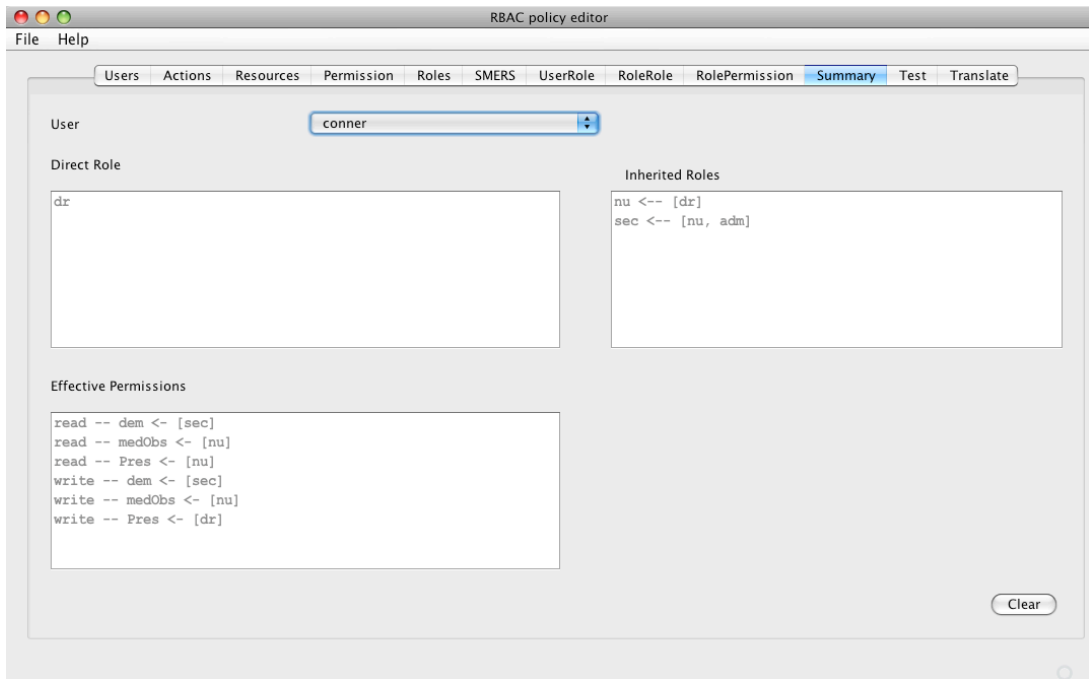 RBAC policy editor
File Help
Users Actions Resources Permission Roles SMERS UserRole RoleRole RolePermission Summary Test Translate
User conner
Direct Role
Inherited Roles
dr
nu <-- [dr]
sec <-- [nu, adm]
Effective Permissions
read -- dem <- [sec]
read -- medObs <- [nu]
read -- Pres <- [nu]
write -- dem <- [sec]
write -- medObs <- [nu]
write -- Pres <- [dr]
Clear